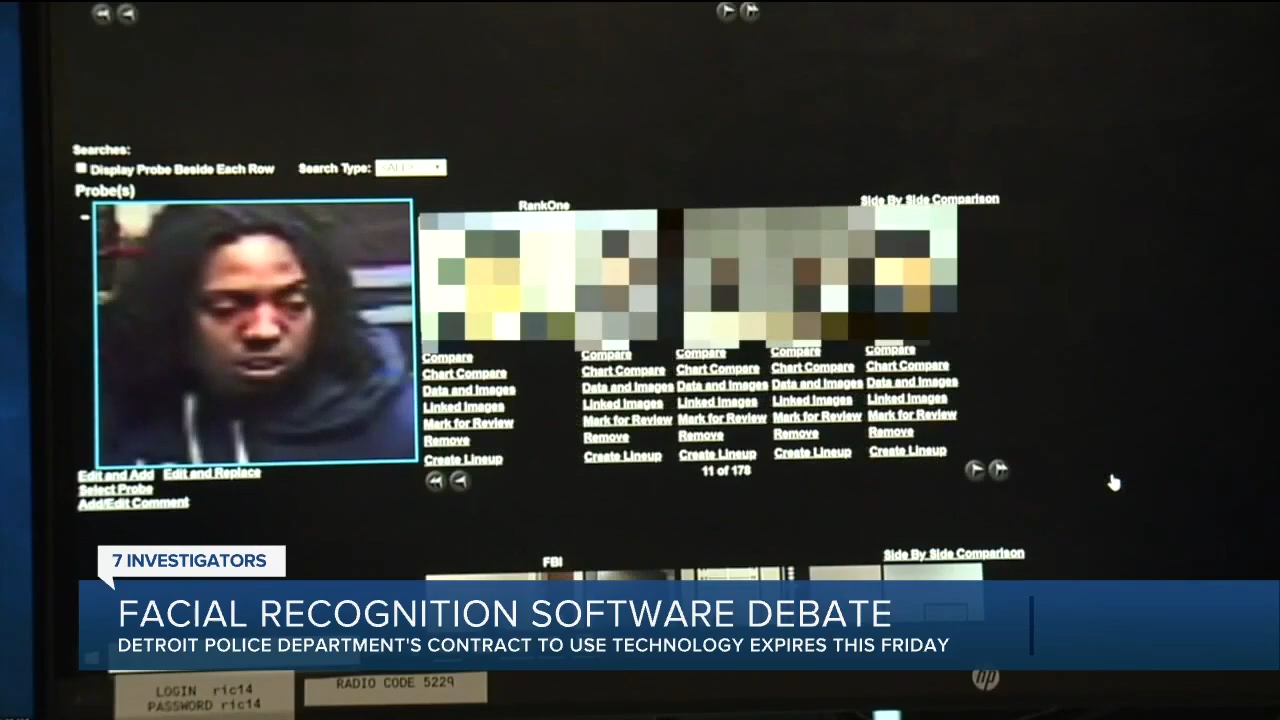 Searches:
Display Probe Beside Each Row
Search Type:
Probe(s)
RankOne
Side By Side Comparison
Compare Compare Compare Compare Compare
Chart Compare Chart Compare Chart Compare Chart Compare Chart Compare
Data and Images Data and Images Data and Images Data and Images Data and Images
Linked Images Linked Images Linked Images Linked Images Linked Images
Mark for Review Mark for Review Mark for Review Mark for Review Mark for Review
Remove Remove Remove Remove Remove
Create Lineup Create Lineup Create Lineup Create Lineup Create Lineup
11 of 178
Edit and Add Edit and Replace
Select Probe
Add/Edit Comment
FBI
Side By Side Comparison
7 INVESTIGATORS
FACIAL RECOGNITION SOFTWARE DEBATE
DETROIT POLICE DEPARTMENT'S CONTRACT TO USE TECHNOLOGY EXPIRES THIS FRIDAY
LOGIN ric14
PASSWORD ric14
RADIO CODE 5229
hp